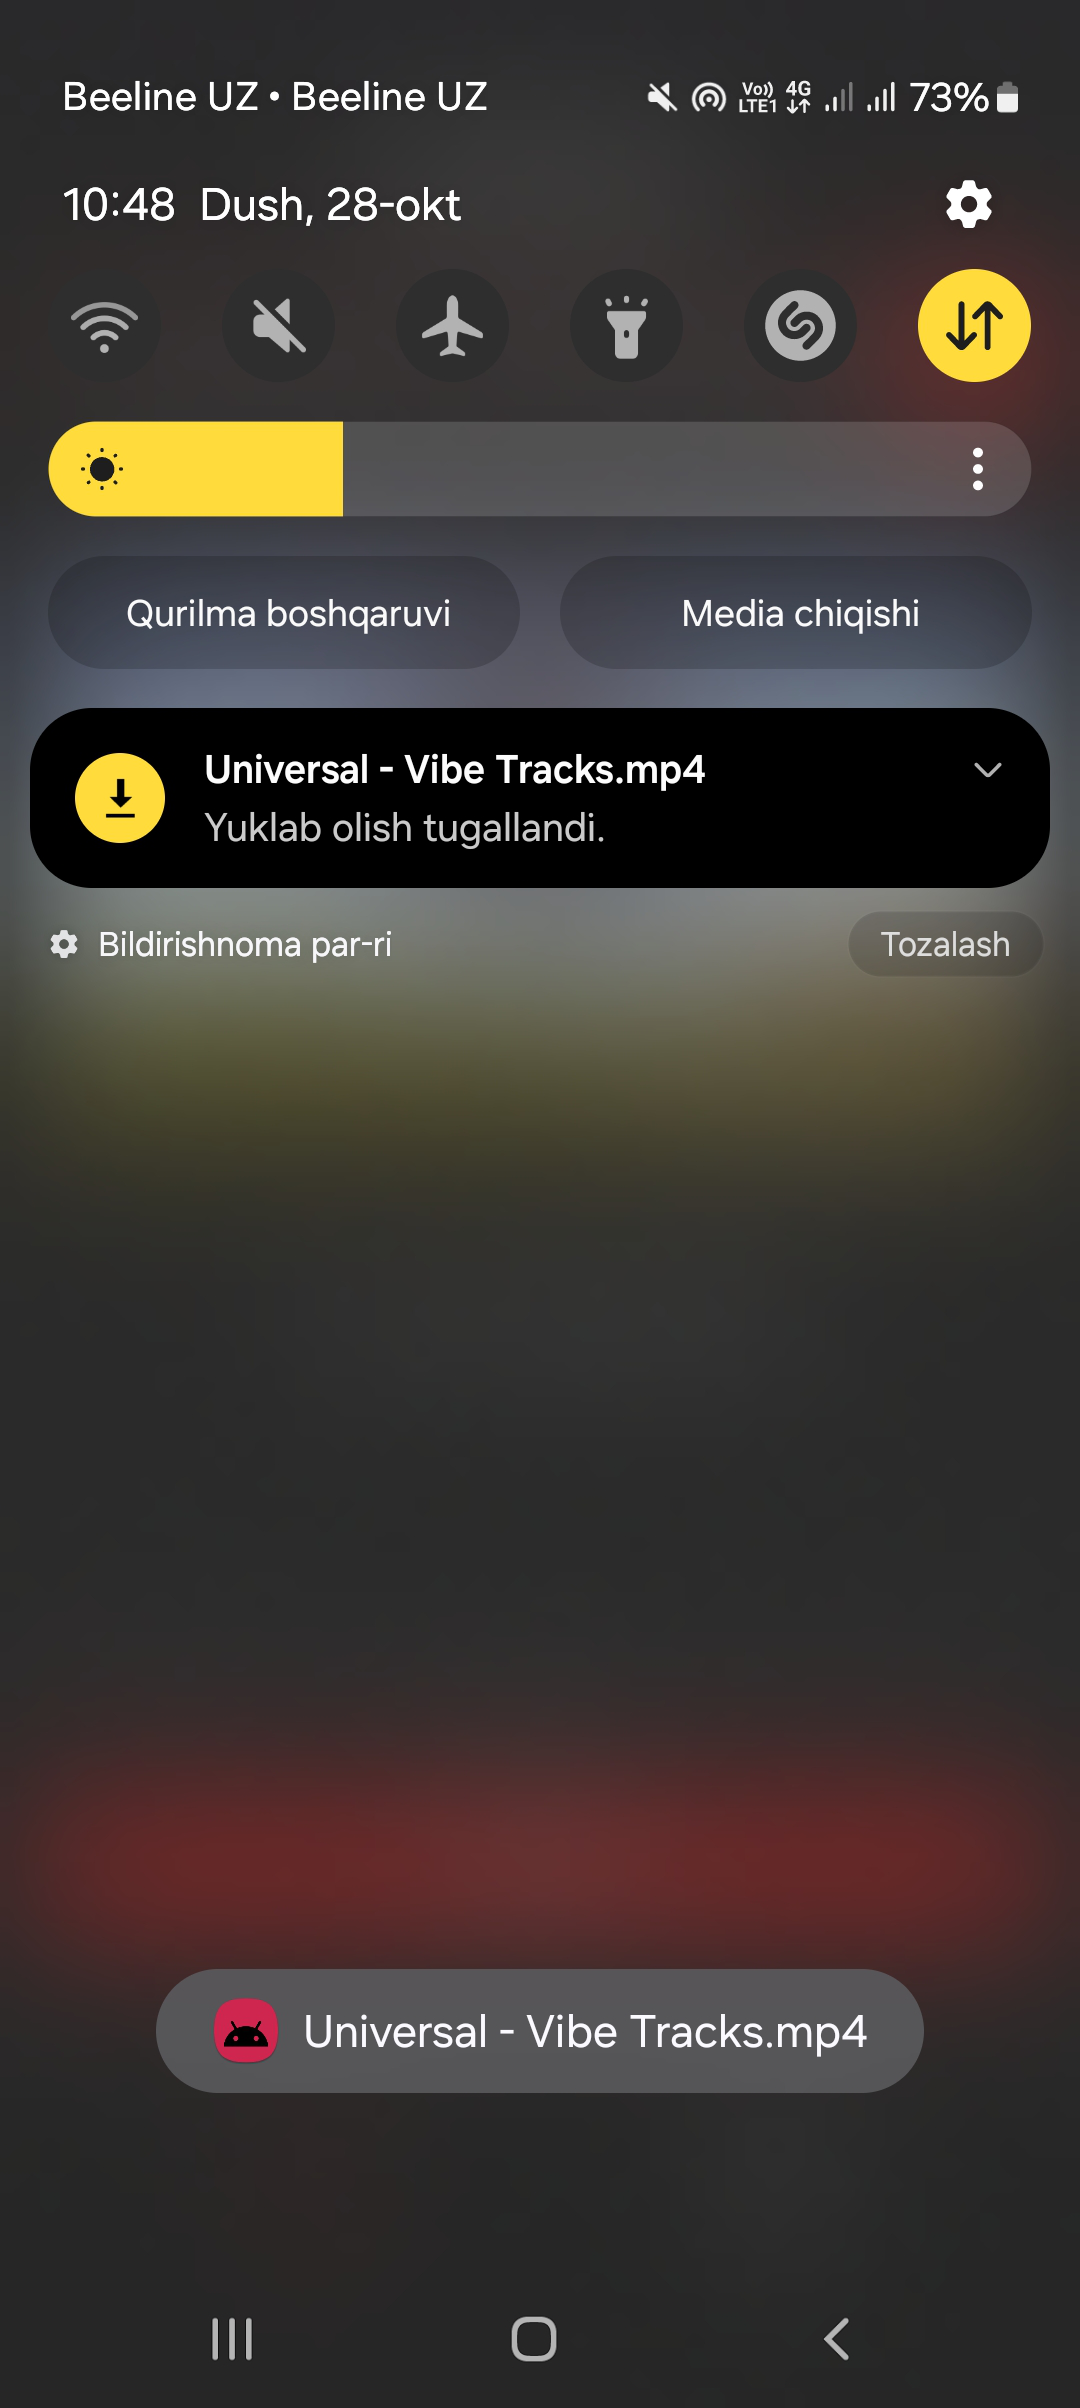 Beeline UZ • Beeline UZ Vo)) LTE1 4G 73%
10:48 Dush, 28-okt
Qurilma boshqaruvi Media chiqishi
Universal - Vibe Tracks.mp4
Yuklab olish tugallandi.
Bildirishnoma par-ri Tozalash
Universal - Vibe Tracks.mp4